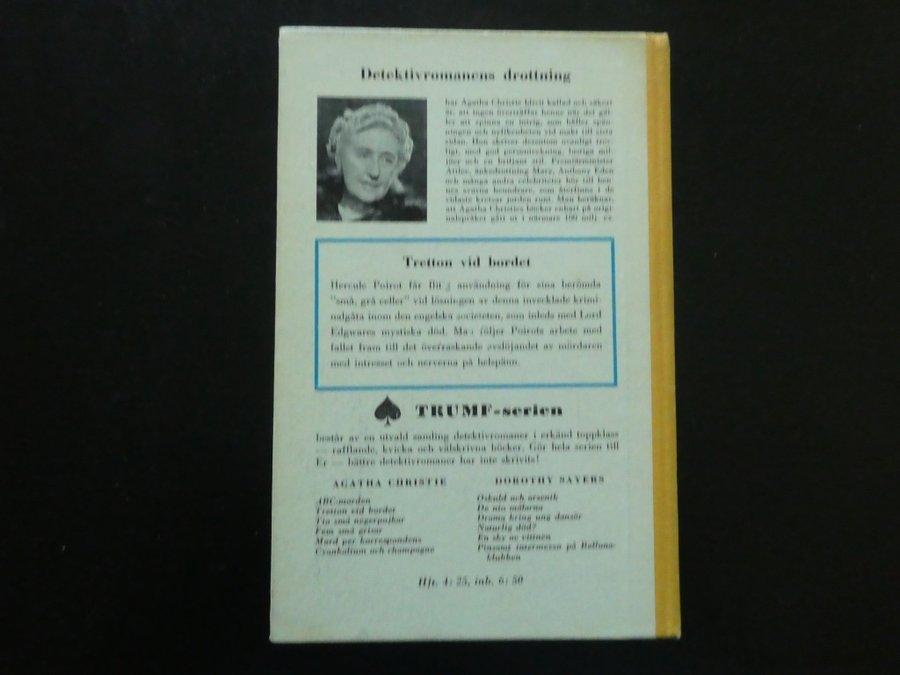 Detektivromanens drottning
har Agatha Christie blivit kallad och säkert
är, att ingen överträffar henne när det gäl-
ler att spinna en intrig, som håller spän-
ningen och nyfikenheten vid makt till sista
sidan. Hon skriver dessutom ovanligt trev-
ligt, med god personteckning, lustiga mil-
jöer och en briljant stil. Premiärminister
Attlee, änkedrottning Mary, Anthony Eden
och många andra celebriteter hör till hen-
nes svurna beundrare, som återfinns i de
vidaste kretsar jorden runt. Man beräknar,
att Agatha Christies böcker enbart på origi-
nalspråket gått ut i närmare 100 milj. ex.
Tretton vid bordet
Hercule Poirot får flitig användning för sina berömda
"små, grå celler" vid lösningen av denna invecklade krimi-
nalgåta inom den engelska societeten, som inleds med Lord
Edgwares mystiska död. Man följer Poirots arbete med
fallet fram till det överraskande avslöjandet av mördaren
med intresset och nerverna på helspänn.
TRUMF-serien
består av en utvald samling detektivromaner i erkänd toppklass
— rafflande, kvicka och välskrivna böcker. Gör hela serien till
Er — bättre detektivromaner har inte skrivits!
AGATHA CHRISTIE
ABC-morden
Tretton vid bordet
Tio små negerpojkar
Fem små grisar
Mord per korrespondens
Cyankalium och champagne
DOROTHY SAYERS
Oskuld och arsenik
De nio målarna
Drama kring ung dansör
Naturlig död?
En sky av vittnen
Pinsamt intermezzo på Bellona-
klubben
Hft. 4: 25, inb. 6: 50